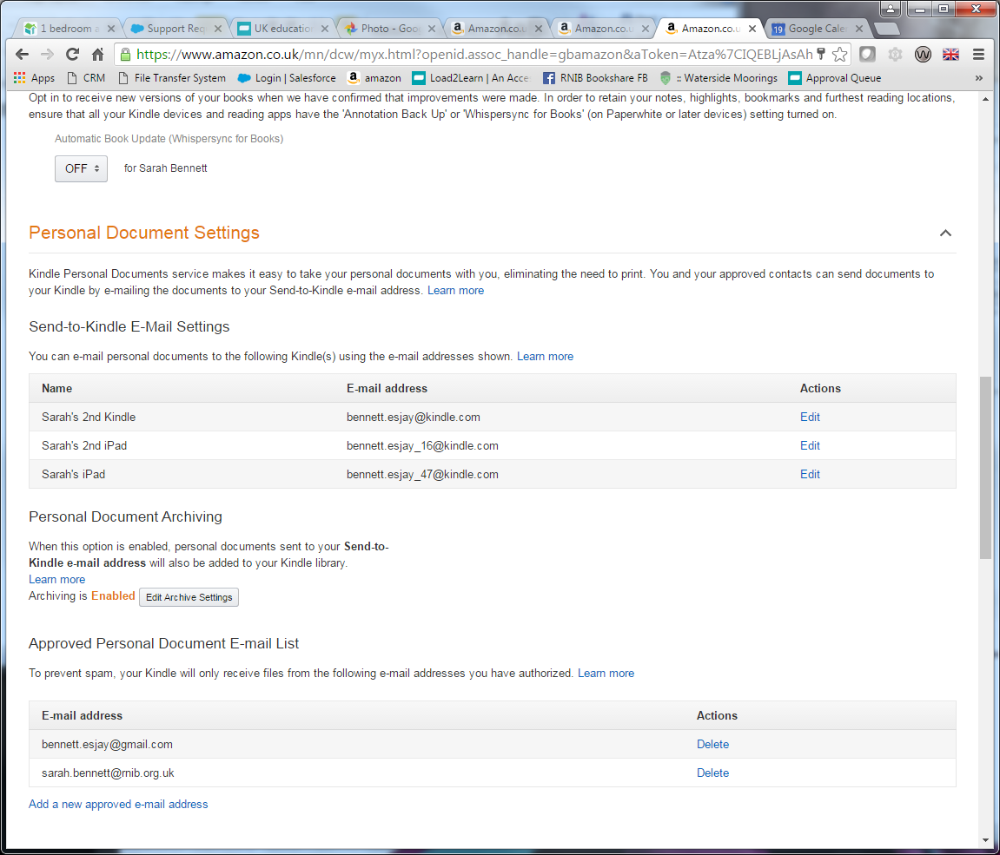 1 bedroom a
Support Req
UK educatio
Photo - Goo
Amazon.co.u
Amazon.co.u
Amazon.co.u
19 Google Cale
https://www.amazon.co.uk/mn/dcw/myx.html?openid.assoc_handle=gbamazon&aToken=Atza%7CIQEBLjAsAh
Apps CRM File Transfer System Login | Salesforce amazon Load2Learn | An Acce RNIB Bookshare FB :: Waterside Moorings Approval Queue »
Opt in to receive new versions of your books when we have confirmed that improvements were made. In order to retain your notes, highlights, bookmarks and furthest reading locations,
ensure that all your Kindle devices and reading apps have the 'Annotation Back Up' or 'Whispersync for Books' (on Paperwhite or later devices) setting turned on.
Automatic Book Update (Whispersync for Books)
OFF for Sarah Bennett
Personal Document Settings
Kindle Personal Documents service makes it easy to take your personal documents with you, eliminating the need to print. You and your approved contacts can send documents to
your Kindle by e-mailing the documents to your Send-to-Kindle e-mail address. Learn more
Send-to-Kindle E-Mail Settings
You can e-mail personal documents to the following Kindle(s) using the e-mail addresses shown. Learn more
Name E-mail address Actions
Sarah's 2nd Kindle bennett.esjay@kindle.com Edit
Sarah's 2nd iPad bennett.esjay_16@kindle.com Edit
Sarah's iPad bennett.esjay_47@kindle.com Edit
Personal Document Archiving
When this option is enabled, personal documents sent to your Send-to-
Kindle e-mail address will also be added to your Kindle library.
Learn more
Archiving is Enabled Edit Archive Settings
Approved Personal Document E-mail List
To prevent spam, your Kindle will only receive files from the following e-mail addresses you have authorized. Learn more
E-mail address Actions
bennett.esjay@gmail.com Delete
sarah.bennett@rnib.org.uk Delete
Add a new approved e-mail address